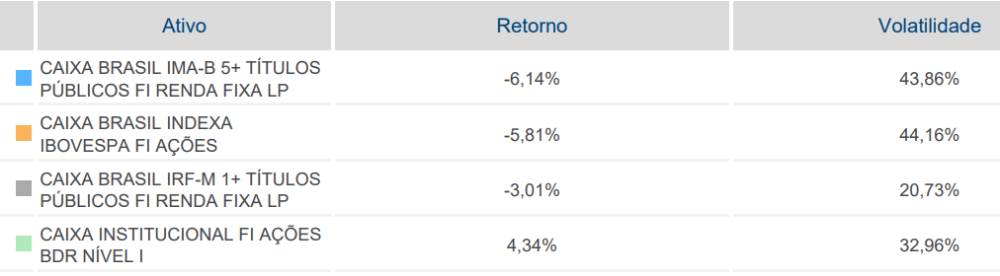 Ativo Retorno Volatilidade
CAIXA BRASIL IMA-B 5+ TÍTULOS
PÚBLICOS FI RENDA FIXA LP
-6,14% 43,86%
CAIXA BRASIL INDEXA
IBOVESPA FI AÇÕES
-5,81% 44,16%
CAIXA BRASIL IRF-M 1+ TÍTULOS
PÚBLICOS FI RENDA FIXA LP
-3,01% 20,73%
CAIXA INSTITUCIONAL FI AÇÕES
BDR NÍVEL I
4,34% 32,96%